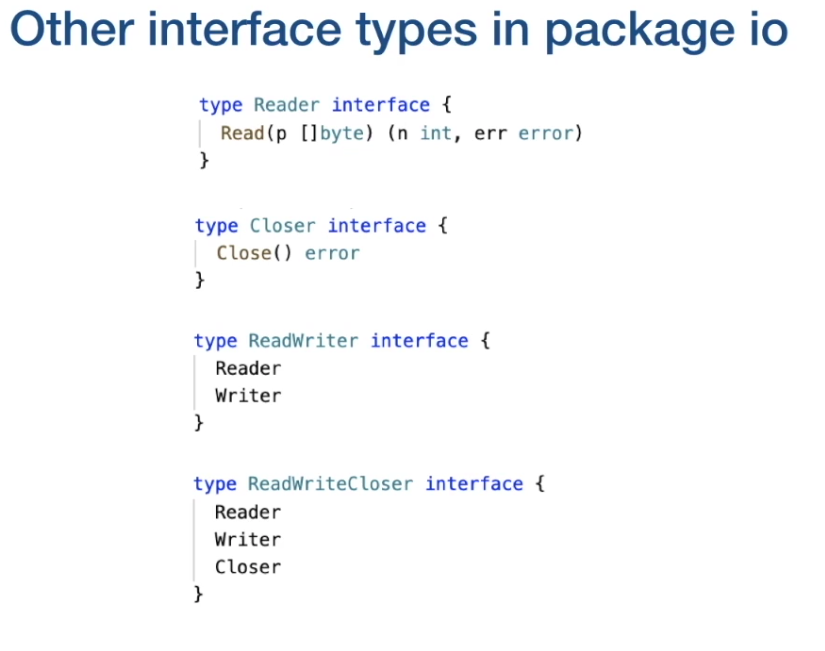 Other interface types in package io
type Reader interface {
Read(p []byte) (n int, err error)
}
type Closer interface {
Close() error
}
type ReadWriter interface {
Reader
Writer
}
type ReadWriteCloser interface {
Reader
Writer
Closer
}